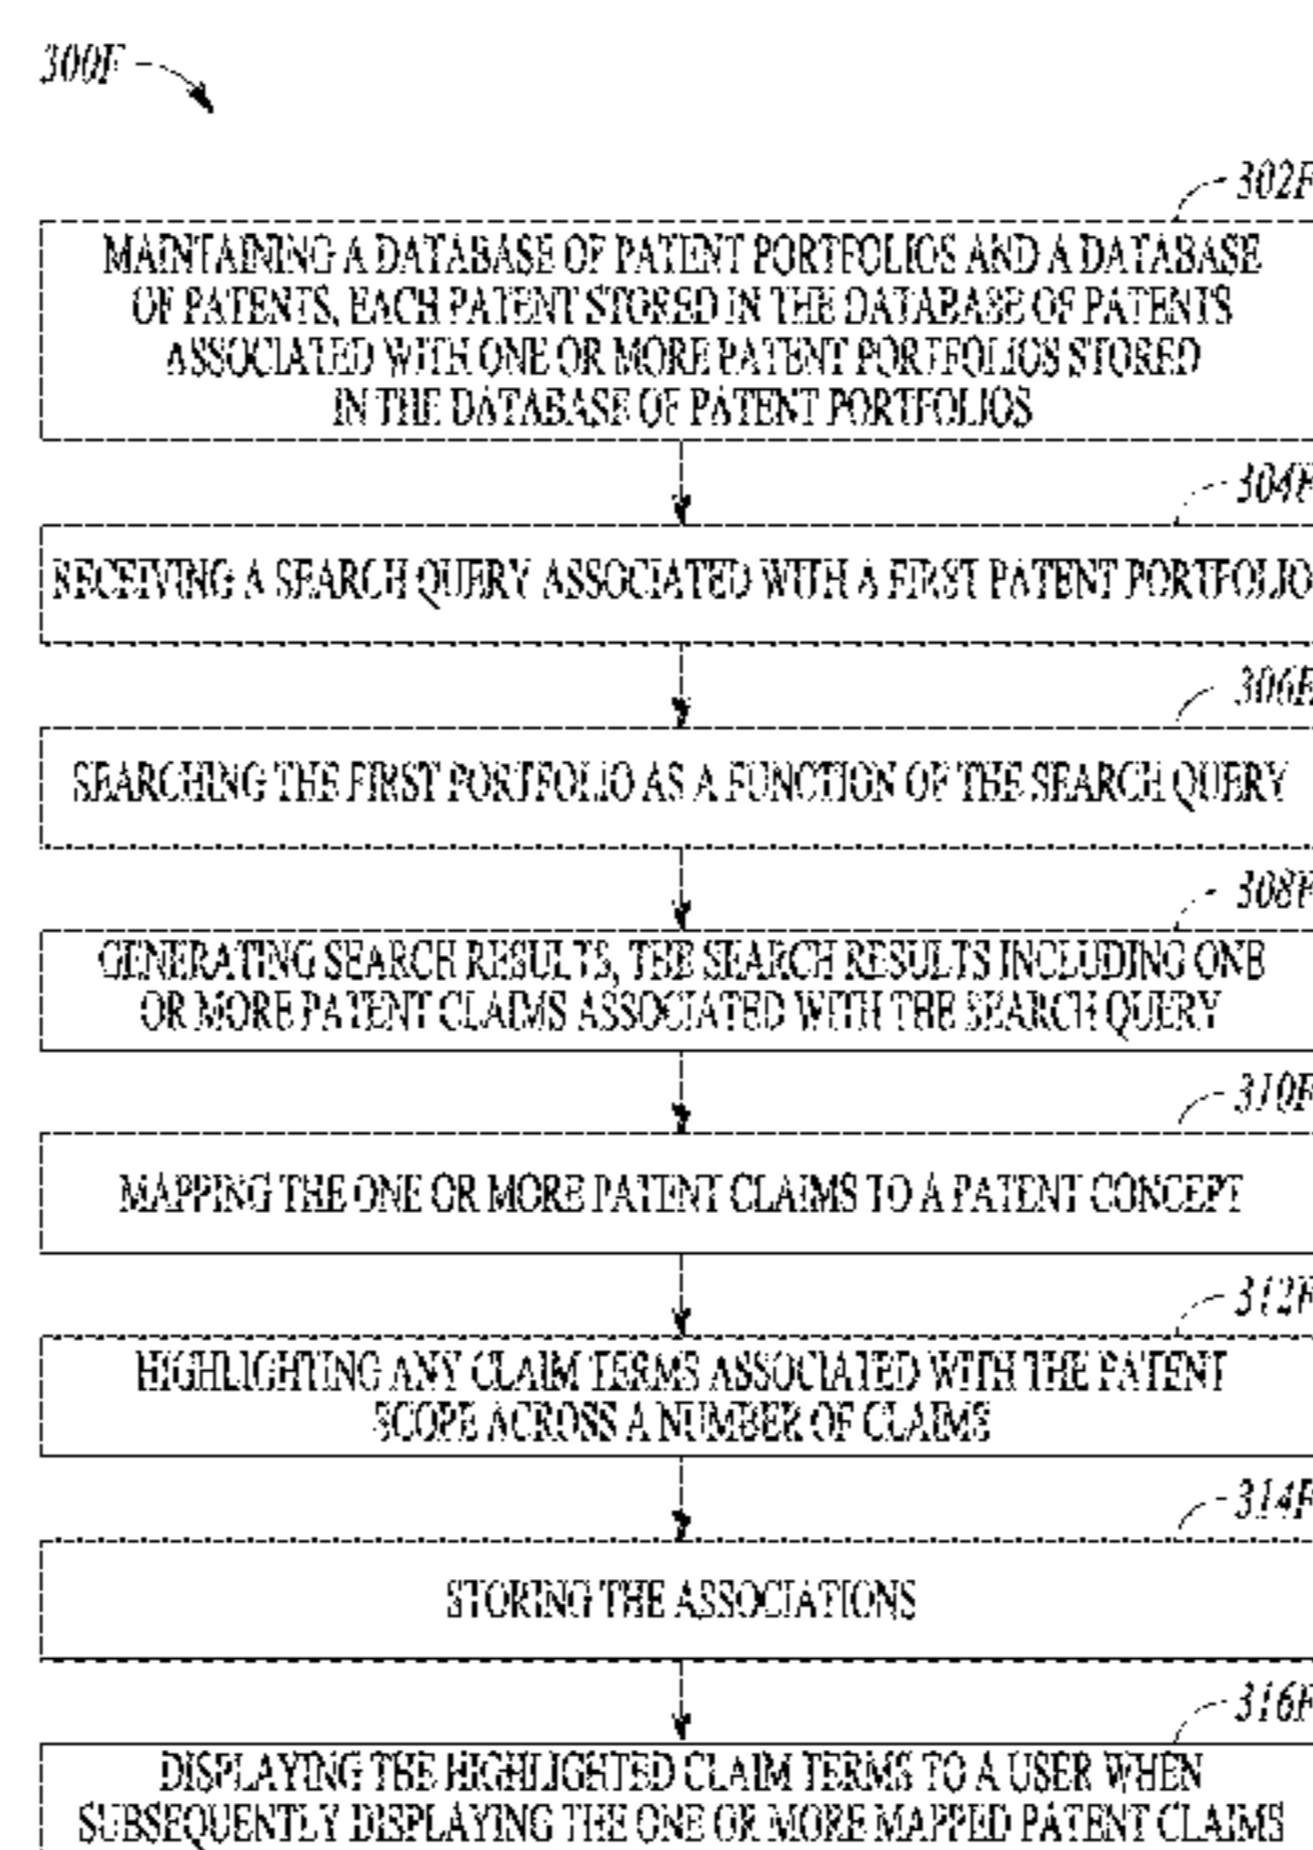 300F
302F
MAINTAINING A DATABASE OF PATENT PORTFOLIOS AND A DATABASE
OF PATENTS, EACH PATENT STORED IN THE DATABASE OF PATENTS
ASSOCIATED WITH ONE OR MORE PATENT PORTFOLIOS STORED
IN THE DATABASE OF PATENT PORTFOLIOS
304F
RECEIVING A SEARCH QUERY ASSOCIATED WITH A FIRST PATENT PORTFOLIO
306F
SEARCHING THE FIRST PORTFOLIO AS A FUNCTION OF THE SEARCH QUERY
308F
GENERATING SEARCH RESULTS, THE SEARCH RESULTS INCLUDING ONE
OR MORE PATENT CLAIMS ASSOCIATED WITH THE SEARCH QUERY
310F
MAPPING THE ONE OR MORE PATENT CLAIMS TO A PATENT CONCEPT
312F
HIGHLIGHTING ANY CLAIM TERMS ASSOCIATED WITH THE PATENT
SCOPE ACROSS A NUMBER OF CLAIMS
314F
STORING THE ASSOCIATIONS
316F
DISPLAYING THE HIGHLIGHTED CLAIM TERMS TO A USER WHEN
SUBSEQUENTLY DISPLAYING THE ONE OR MORE MAPPED PATENT CLAIMS